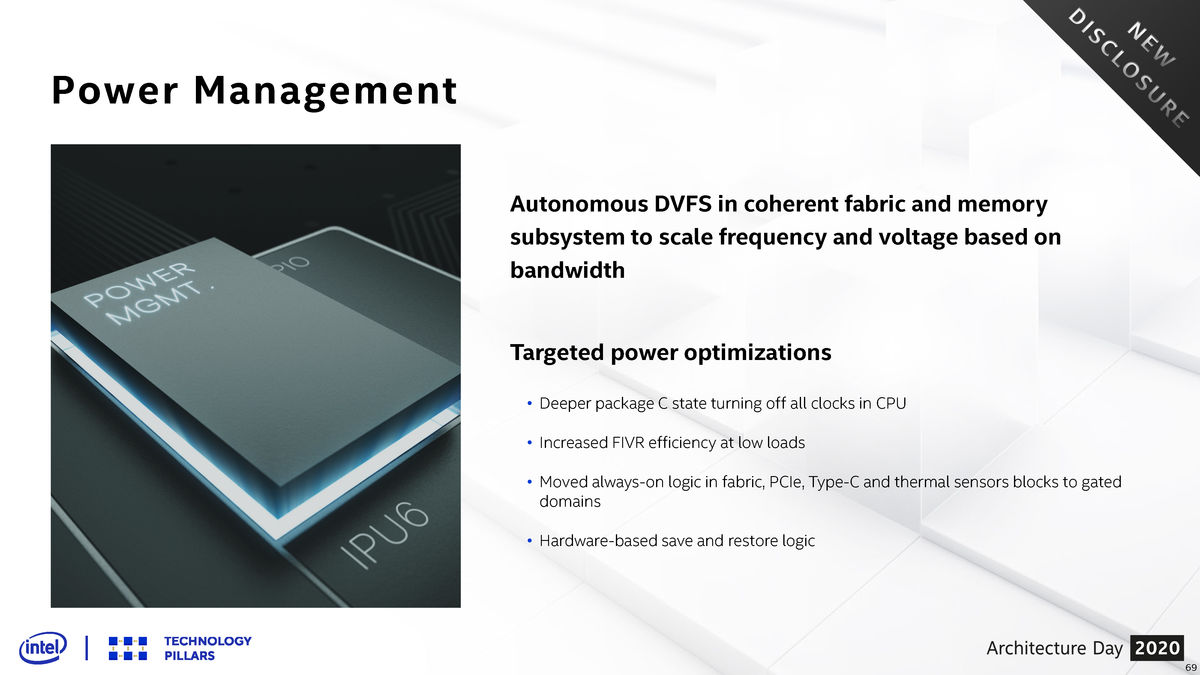 NEW
DISCLOSURE
Power Management
POWER
MGMT .
PIO
IPU6
Autonomous DVFS in coherent fabric and memory
subsystem to scale frequency and voltage based on
bandwidth
Targeted power optimizations
• Deeper package C state turning off all clocks in CPU
• Increased FIVR efficiency at low loads
• Moved always-on logic in fabric, PCIe, Type-C and thermal sensors blocks to gated
domains
• Hardware-based save and restore logic
intel
TECHNOLOGY
PILLARS
Architecture Day 2020
69